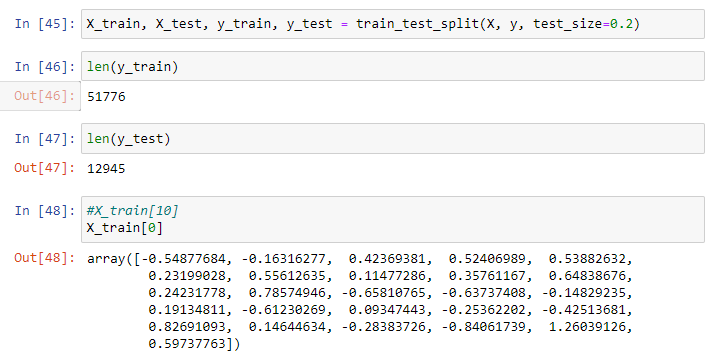 In [45]: X_train, X_test, y_train, y_test = train_test_split(X, y, test_size=0.2)
In [46]: len(y_train)
Out[46]: 51776
In [47]: len(y_test)
Out[47]: 12945
In [48]: #X_train[10]
X_train[0]
Out[48]: array([-0.54877684, -0.16316277,  0.42369381,  0.52406989,  0.53882632,
0.23199028,  0.55612635,  0.11477286,  0.35761167,  0.64838676,
0.24231778,  0.78574946, -0.65810765, -0.63737408, -0.14829235,
0.19134811, -0.61230269,  0.09347443, -0.25362202, -0.42513681,
0.82691093,  0.14644634, -0.28383726, -0.84061739,  1.26039126,
0.59737763])